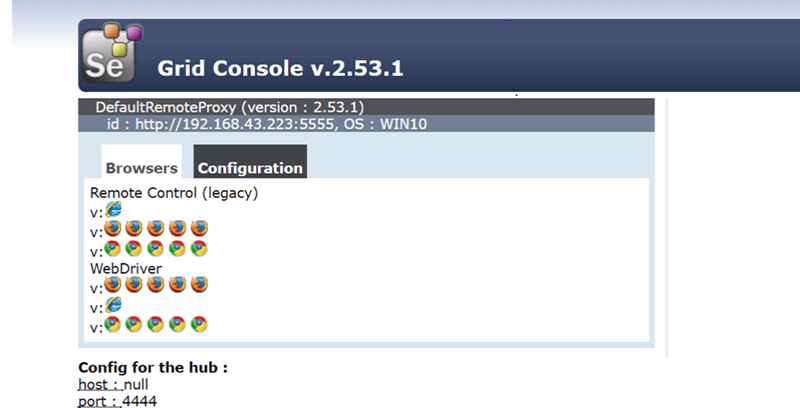 Se
Grid Console v.2.53.1
DefaultRemoteProxy (version : 2.53.1)
id : http://192.168.43.223:5555, OS : WIN10
Browsers Configuration
Remote Control (legacy)
v:
v:
v:
WebDriver
v:
v:
v:
Config for the hub :
host : null
port : 4444